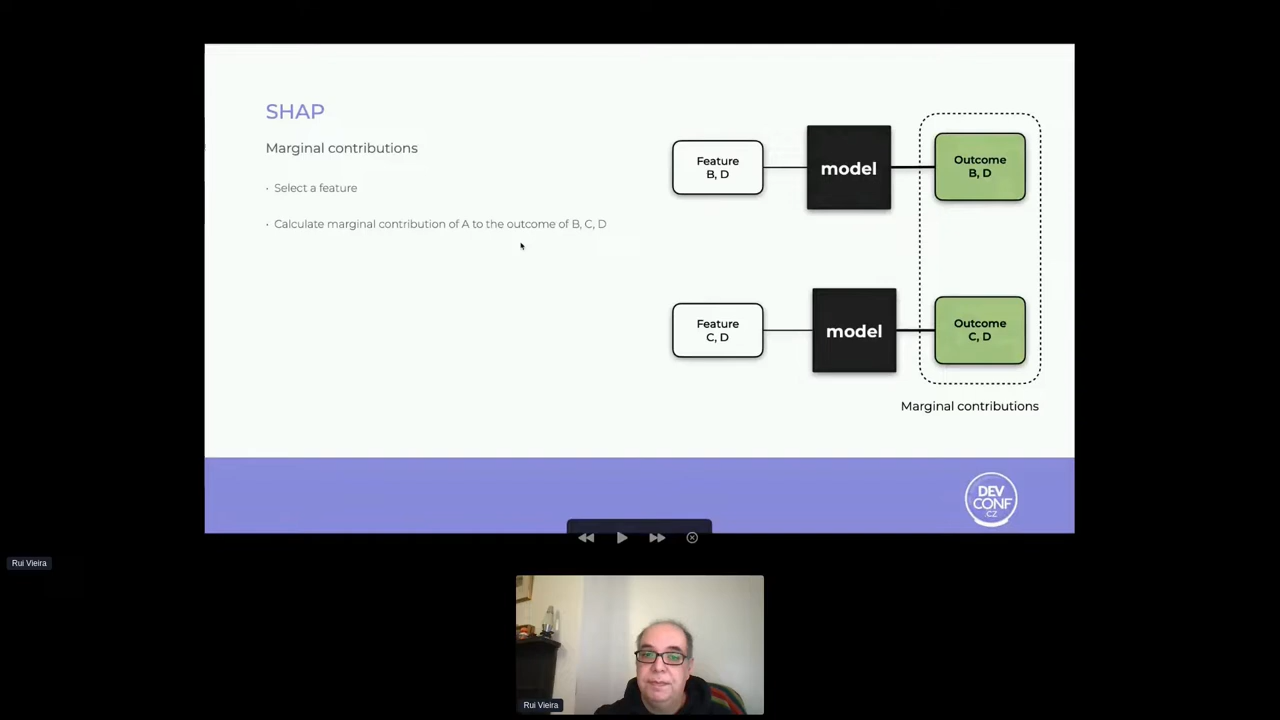 SHAP
Marginal contributions
· Select a feature
· Calculate marginal contribution of A to the outcome of B, C, D
Feature
B, D
model
Outcome
B, D
Feature
C, D
model
Outcome
C, D
Marginal contributions
DEV
CONF
.CZ
Rui Vieira
Rui Vieira